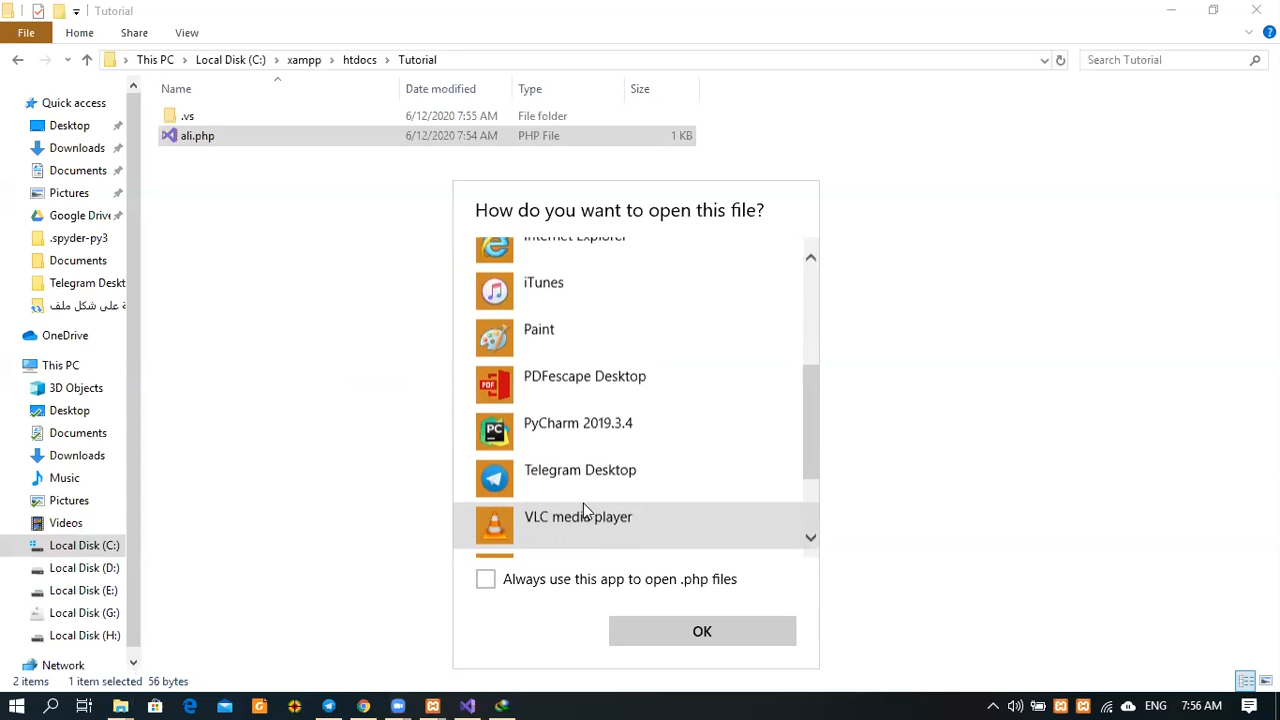 Tutorial
File Home Share View
This PC Local Disk (C:) xampp htdocs Tutorial
Search Tutorial
Name Date modified Type Size
.vs 6/12/2020 7:55 AM File folder
ali.php 6/12/2020 7:54 AM PHP File 1 KB
Quick access
Desktop
Downloads
Documents
Pictures
Google Drive
.spyder-py3
Documents
Telegram Deskt
ة على شكل ملف
OneDrive
This PC
3D Objects
Desktop
Documents
Downloads
Music
Pictures
Videos
Local Disk (C:)
Local Disk (D:)
Local Disk (E:)
Local Disk (G:)
Local Disk (H:)
Network
How do you want to open this file?
Internet Explorer
iTunes
Paint
PDFescape Desktop
PyCharm 2019.3.4
Telegram Desktop
VLC media player
Always use this app to open .php files
OK
2 items 1 item selected 56 bytes
ENG 7:56 AM